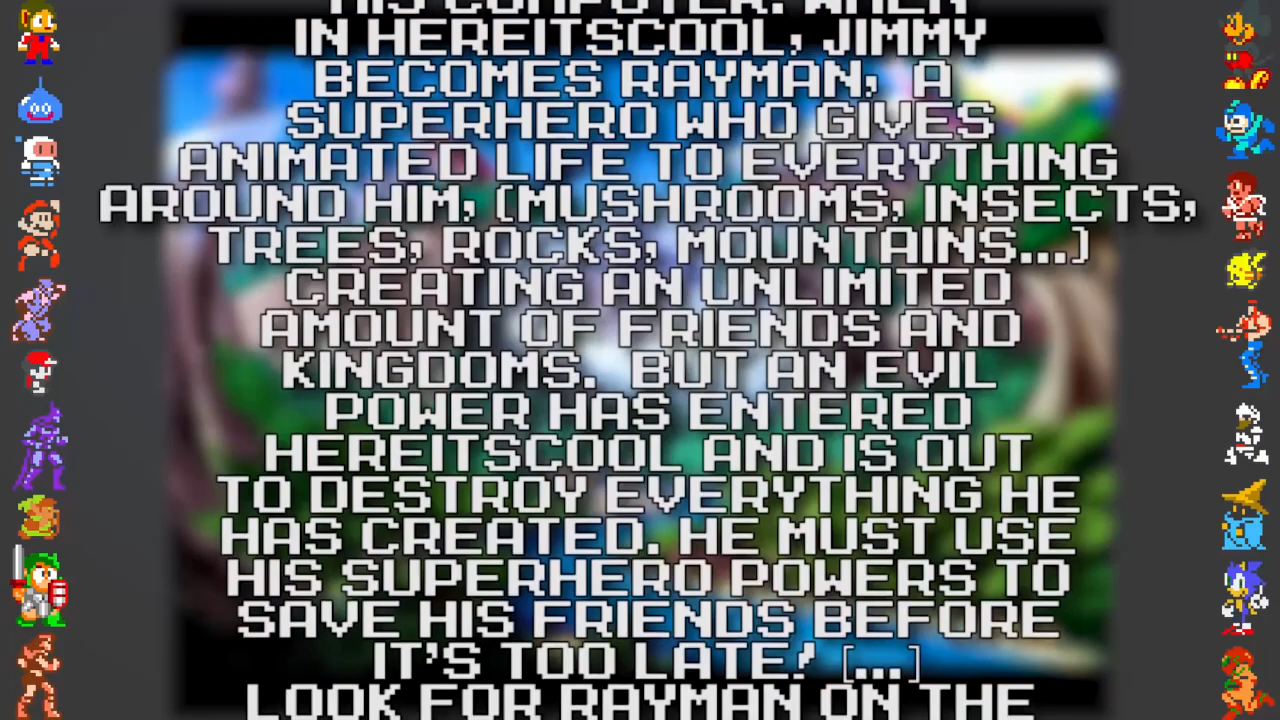 HIS COMPUTER. WHEN
IN HEREITSCOOL, JIMMY
BECOMES RAYMAN, A
SUPERHERO WHO GIVES
ANIMATED LIFE TO EVERYTHING
AROUND HIM, (MUSHROOMS, INSECTS,
TREES, ROCKS, MOUNTAINS...)
CREATING AN UNLIMITED
AMOUNT OF FRIENDS AND
KINGDOMS. BUT AN EVIL
POWER HAS ENTERED
HEREITSCOOL AND IS OUT
TO DESTROY EVERYTHING HE
HAS CREATED. HE MUST USE
HIS SUPERHERO POWERS TO
SAVE HIS FRIENDS BEFORE
IT'S TOO LATE! [...]
LOOK FOR RAYMAN ON THE